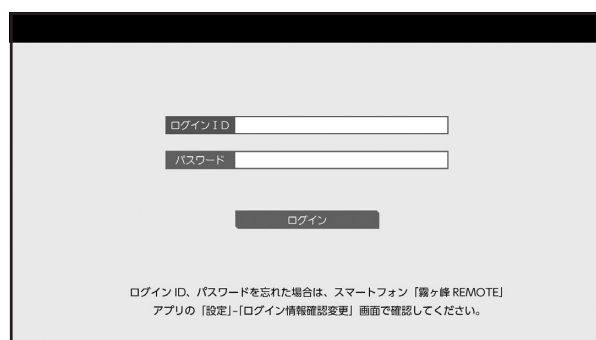 ログインID
パスワード
ログイン
ログインID、パスワードを忘れた場合は、スマートフォン「霧ヶ峰 REMOTE」
アプリの「設定」-「ログイン情報確認変更」画面で確認してください。